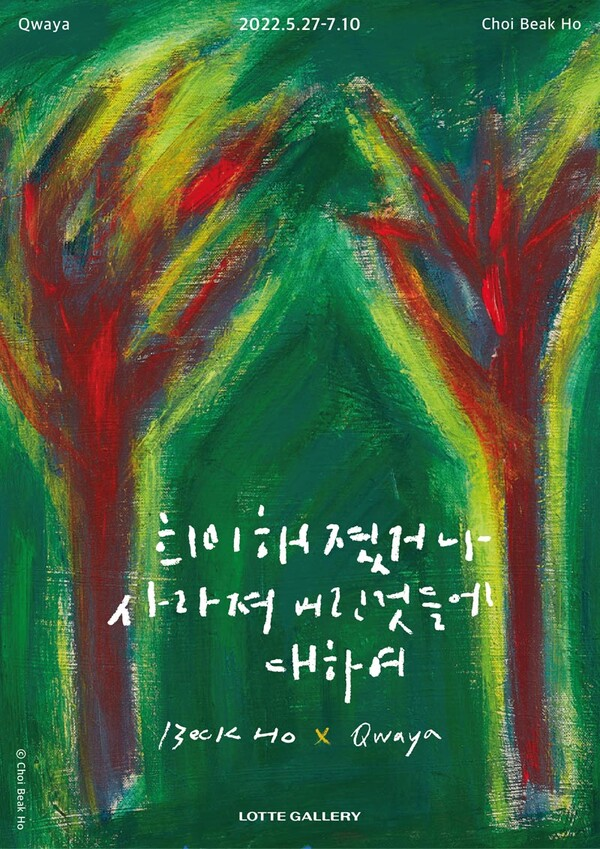 Qwaya
2022.5.27-7.10
Choi Beak Ho
희미해졌거나
사라져 버린것들에
대하여
Beck Ho x Qwaya
© Choi Beak Ho
LOTTE GALLERY